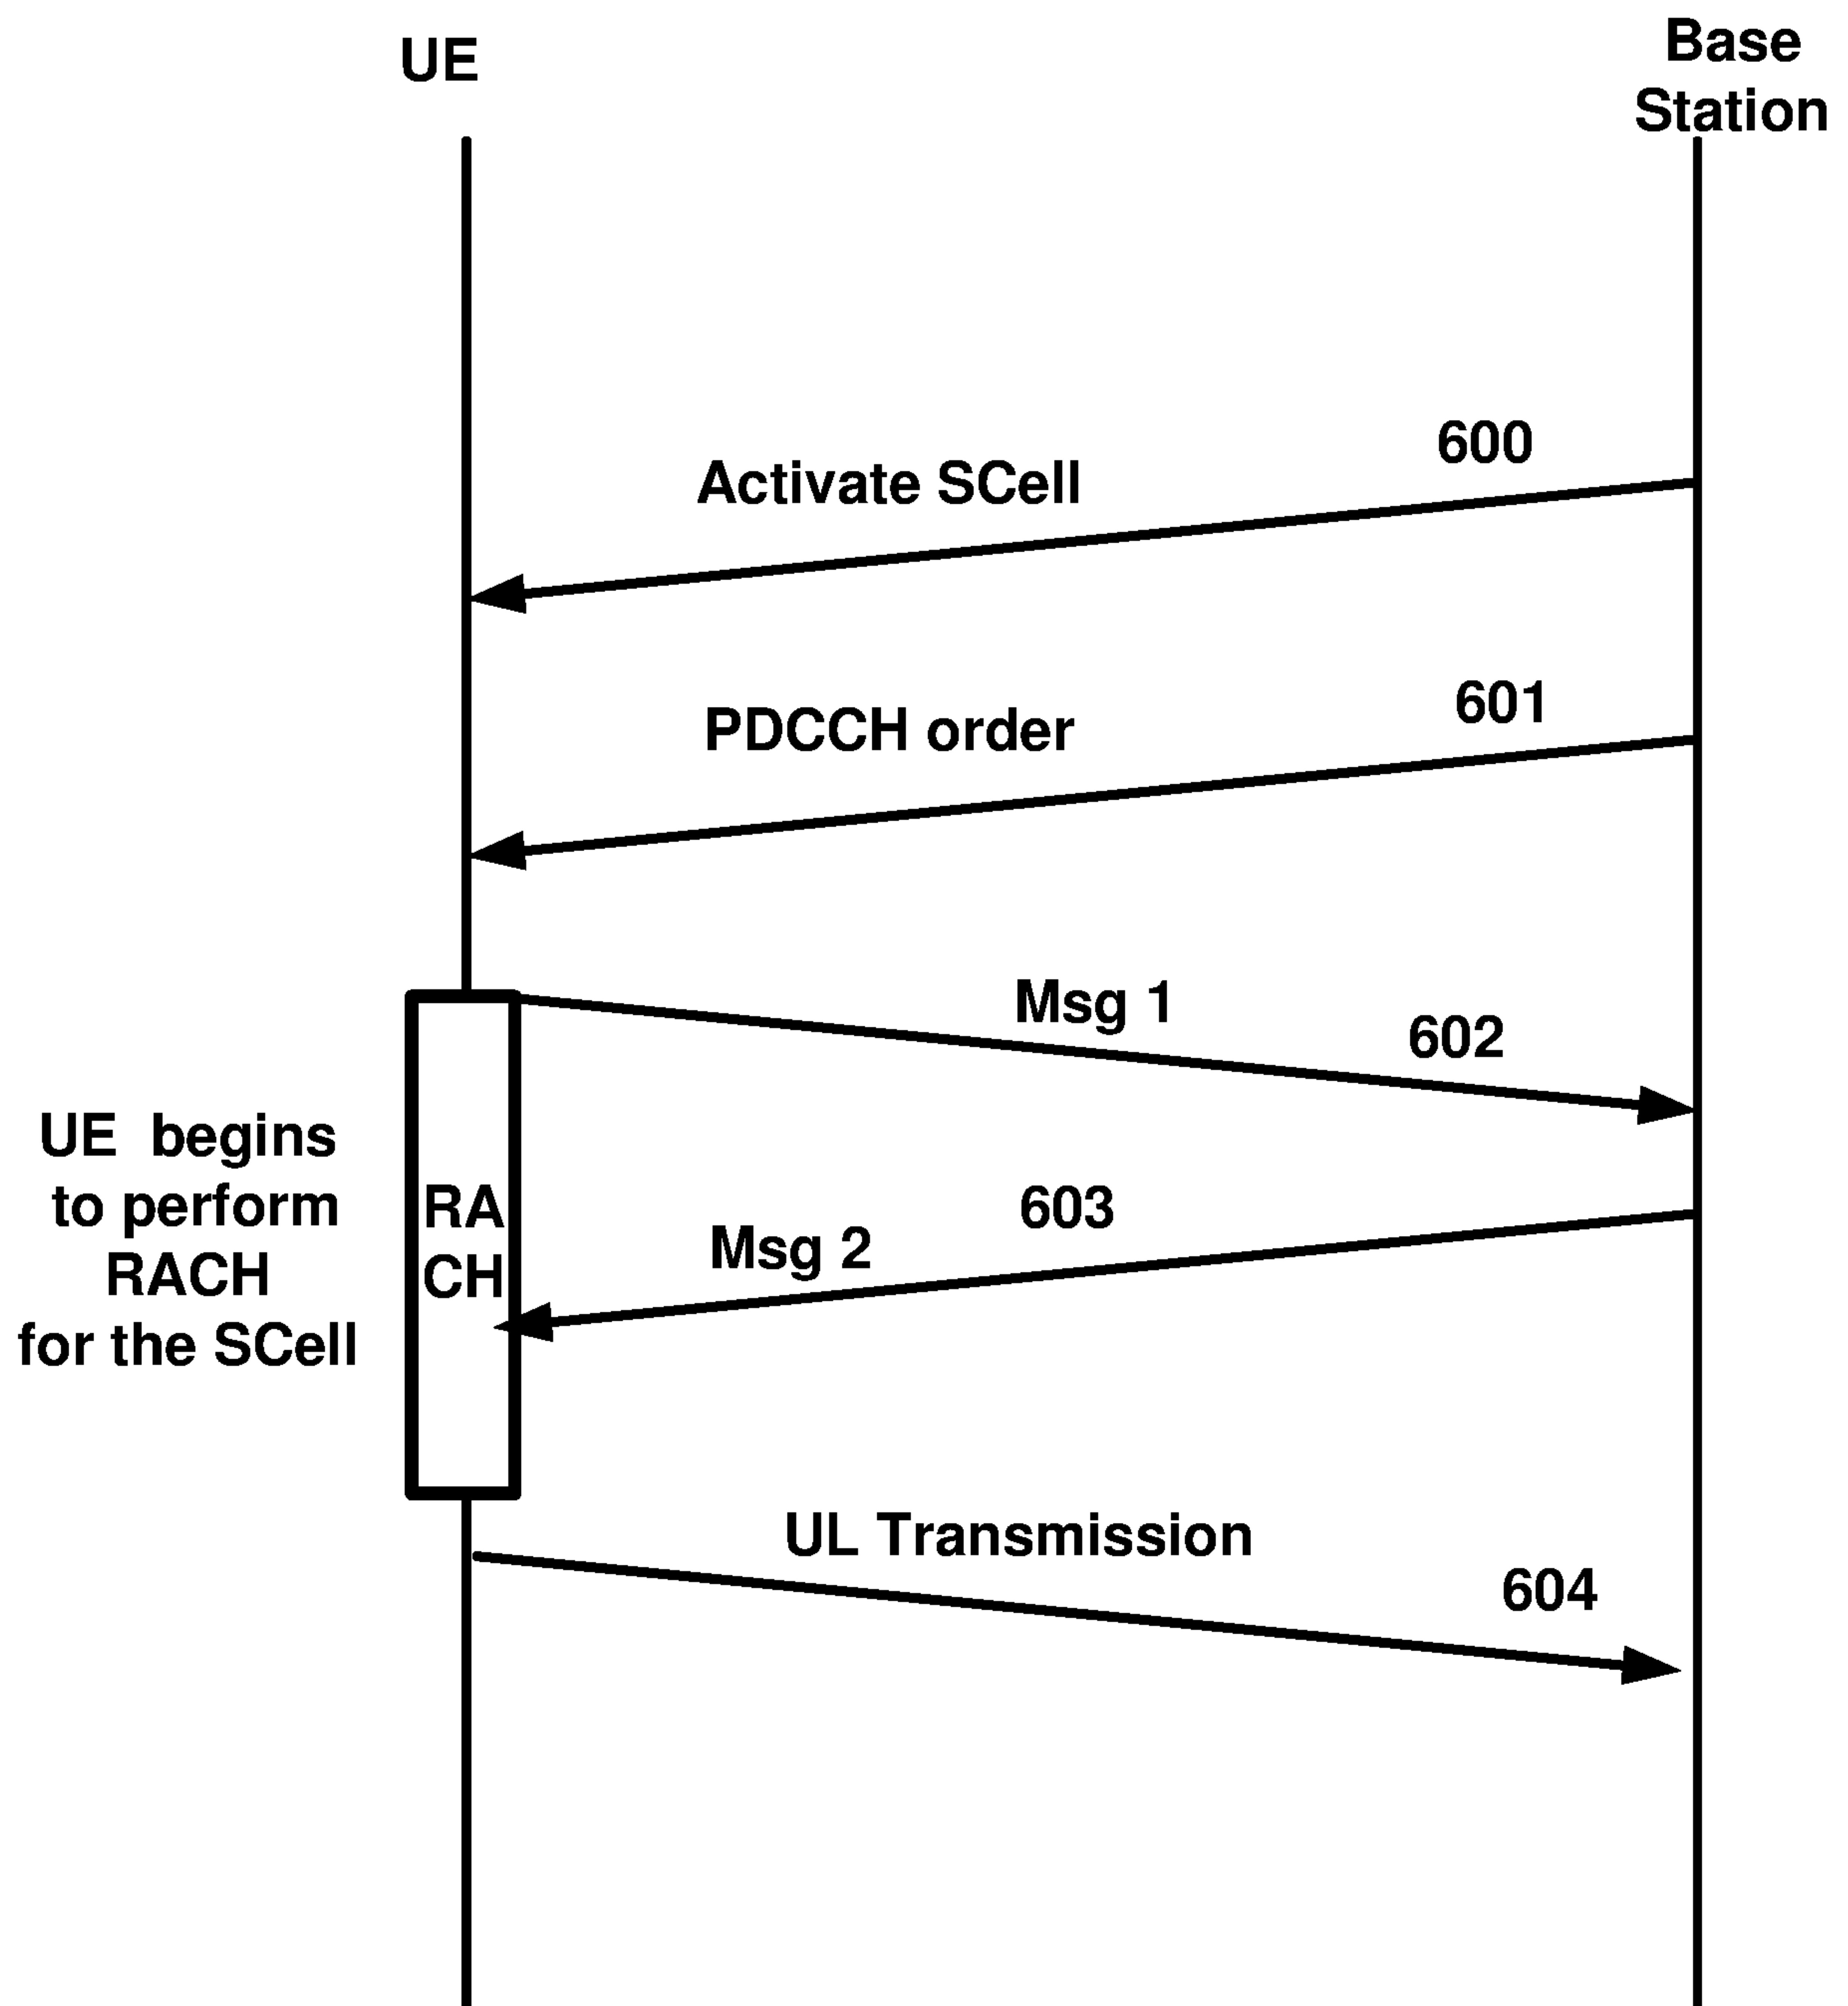 UE
Base
Station
600
Activate SCell
601
PDCCH order
Msg 1
602
UE begins
to perform
RACH
for the SCell
RA
CH
603
Msg 2
UL Transmission
604